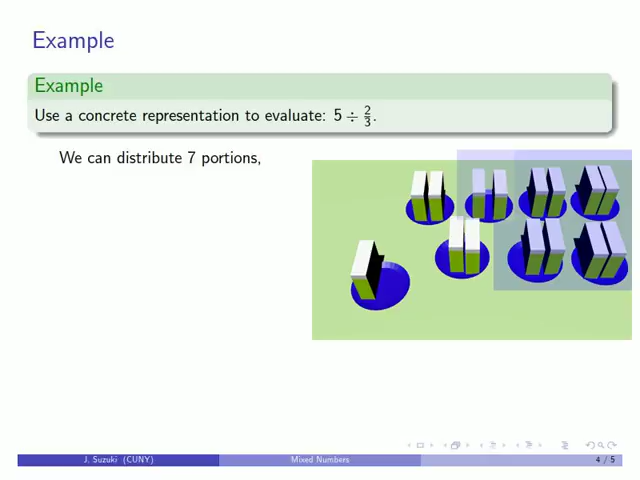 Example
Example
Use a concrete representation to evaluate: 5 ÷ 2/3.
We can distribute 7 portions,
J. Suzuki (CUNY)
Mixed Numbers
4 / 5